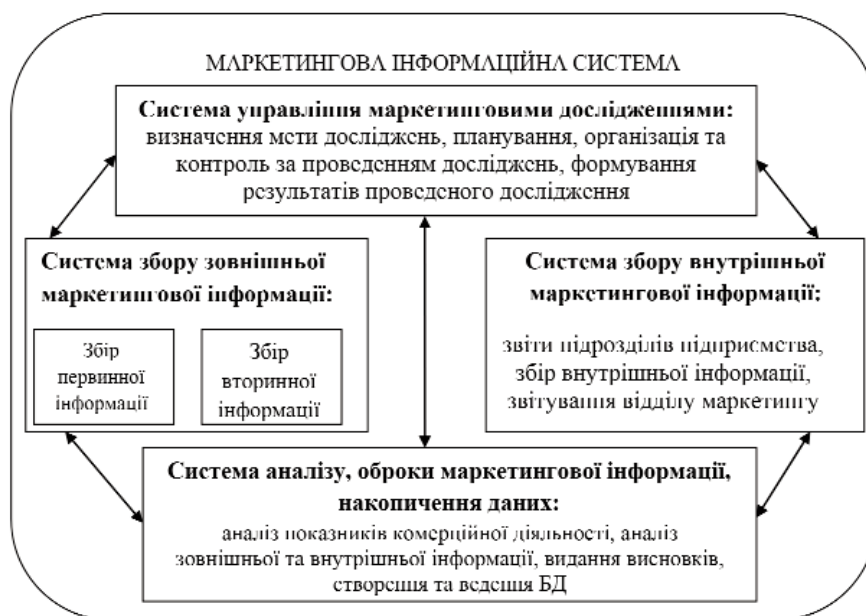 МАРКЕТИНГОВА ІНФОРМАЦІЙНА СИСТЕМА
Система управління маркетинговими дослідженнями:
визначення мети досліджень, планування, організація та
контроль за проведенням досліджень, формування
результатів проведеного дослідження
Система збору зовнішньої
маркетингової інформації:
Збір
первинної
інформації
Збір
вторинної
інформації
Система збору внутрішньої
маркетингової інформації:
звіти підрозділів підприємства,
збір внутрішньої інформації,
звітування відділу маркетингу
Система аналізу, оброки маркетингової інформації,
накопичення даних:
аналіз показників комерційної діяльності, аналіз
зовнішньої та внутрішньої інформації, видання висновків,
створення та ведення БД